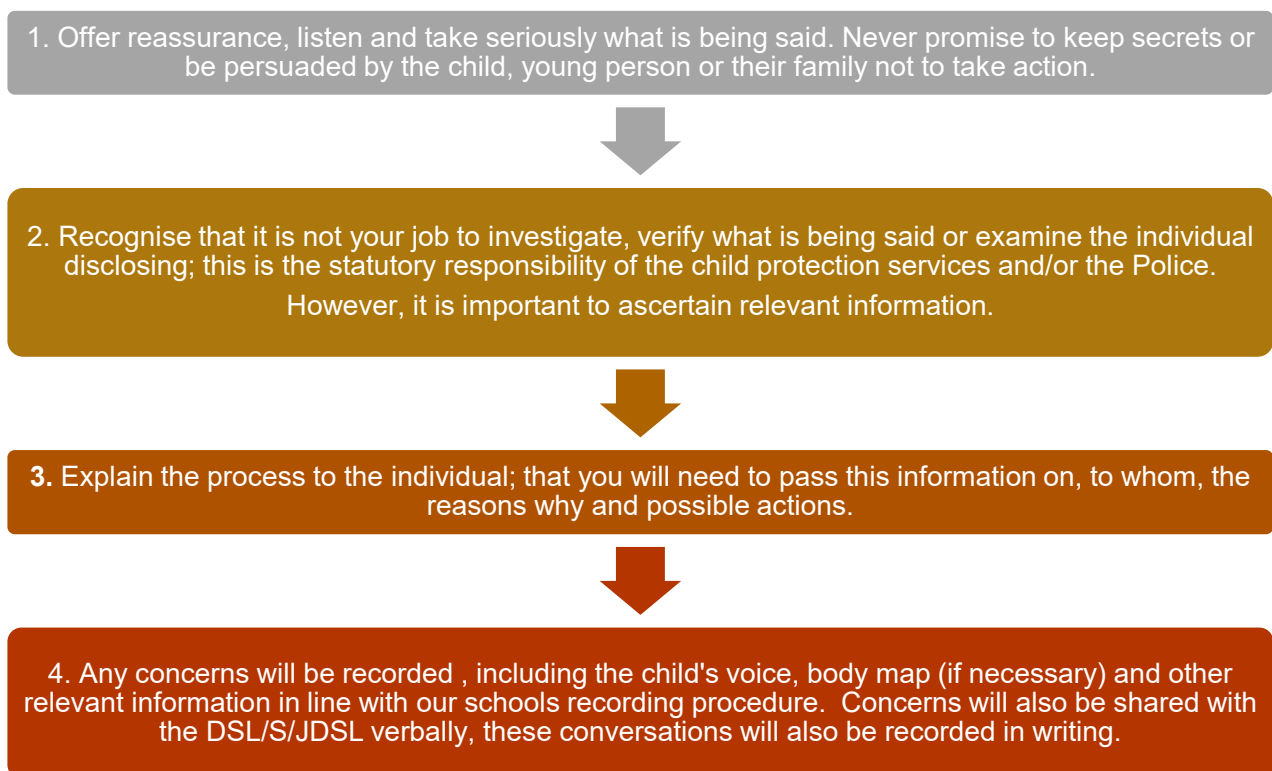 1. Offer reassurance, listen and take seriously what is being said. Never promise to keep secrets or
be persuaded by the child, young person or their family not to take action.
2. Recognise that it is not your job to investigate, verify what is being said or examine the individual
disclosing; this is the statutory responsibility of the child protection services and/or the Police.
However, it is important to ascertain relevant information.
3. Explain the process to the individual; that you will need to pass this information on, to whom, the
reasons why and possible actions.
4. Any concerns will be recorded , including the child's voice, body map (if necessary) and other
relevant information in line with our schools recording procedure.  Concerns will also be shared with
the DSL/S/JDSL verbally, these conversations will also be recorded in writing.